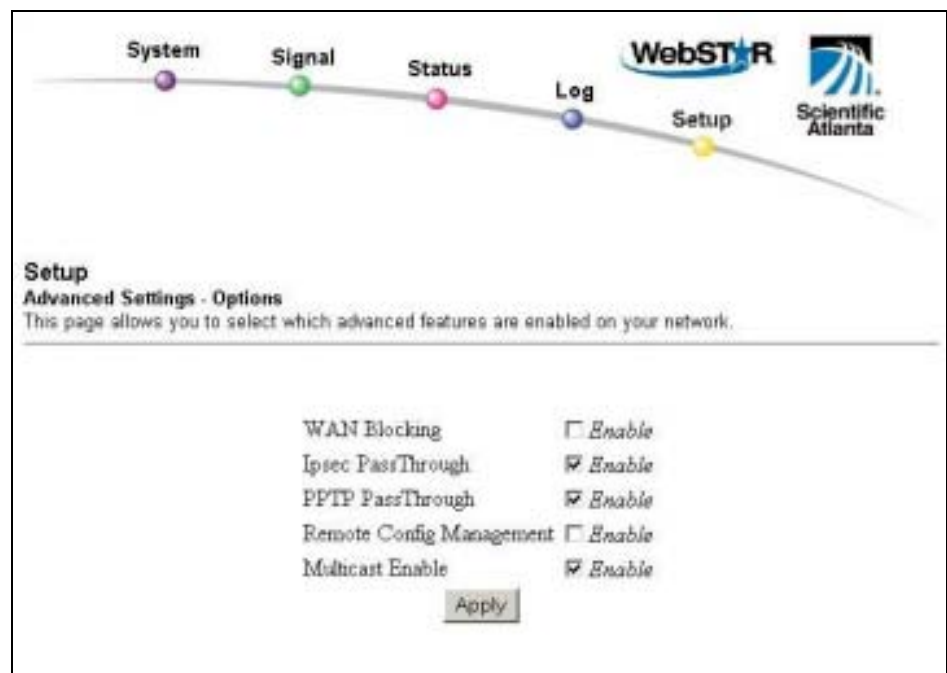 System
Signal
Status
Log
Setup
WebSTAR
Scientific
Atlanta
Setup
Advanced Settings - Options
This page allows you to select which advanced features are enabled on your network.
WAN Blocking Enable
Ipsec PassThrough Enable
PPTP PassThrough Enable
Remote Config Management Enable
Multicast Enable Enable
Apply